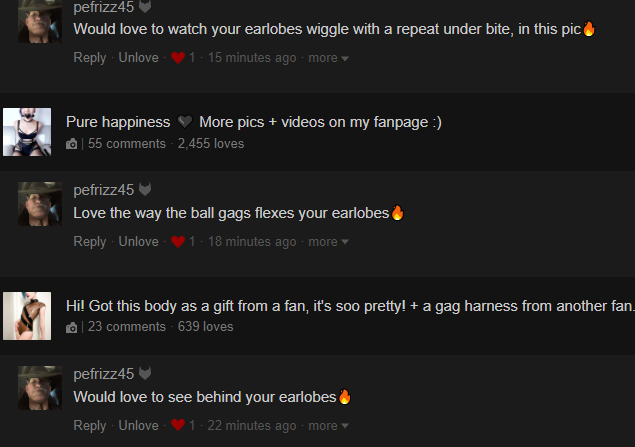 pefrizz45
Would love to watch your earlobes wiggle with a repeat under bite, in this pic🔥
Reply · Unlove · ❤ 1 · 15 minutes ago · more ▾
Pure happiness 🖤 More pics + videos on my fanpage :)
| 55 comments · 2,455 loves
pefrizz45
Love the way the ball gags flexes your earlobes🔥
Reply · Unlove · ❤ 1 · 18 minutes ago · more ▾
Hi! Got this body as a gift from a fan, it's soo pretty! + a gag harness from another fan.
| 23 comments · 639 loves
pefrizz45
Would love to see behind your earlobes🔥
Reply · Unlove · ❤ 1 · 22 minutes ago · more ▾